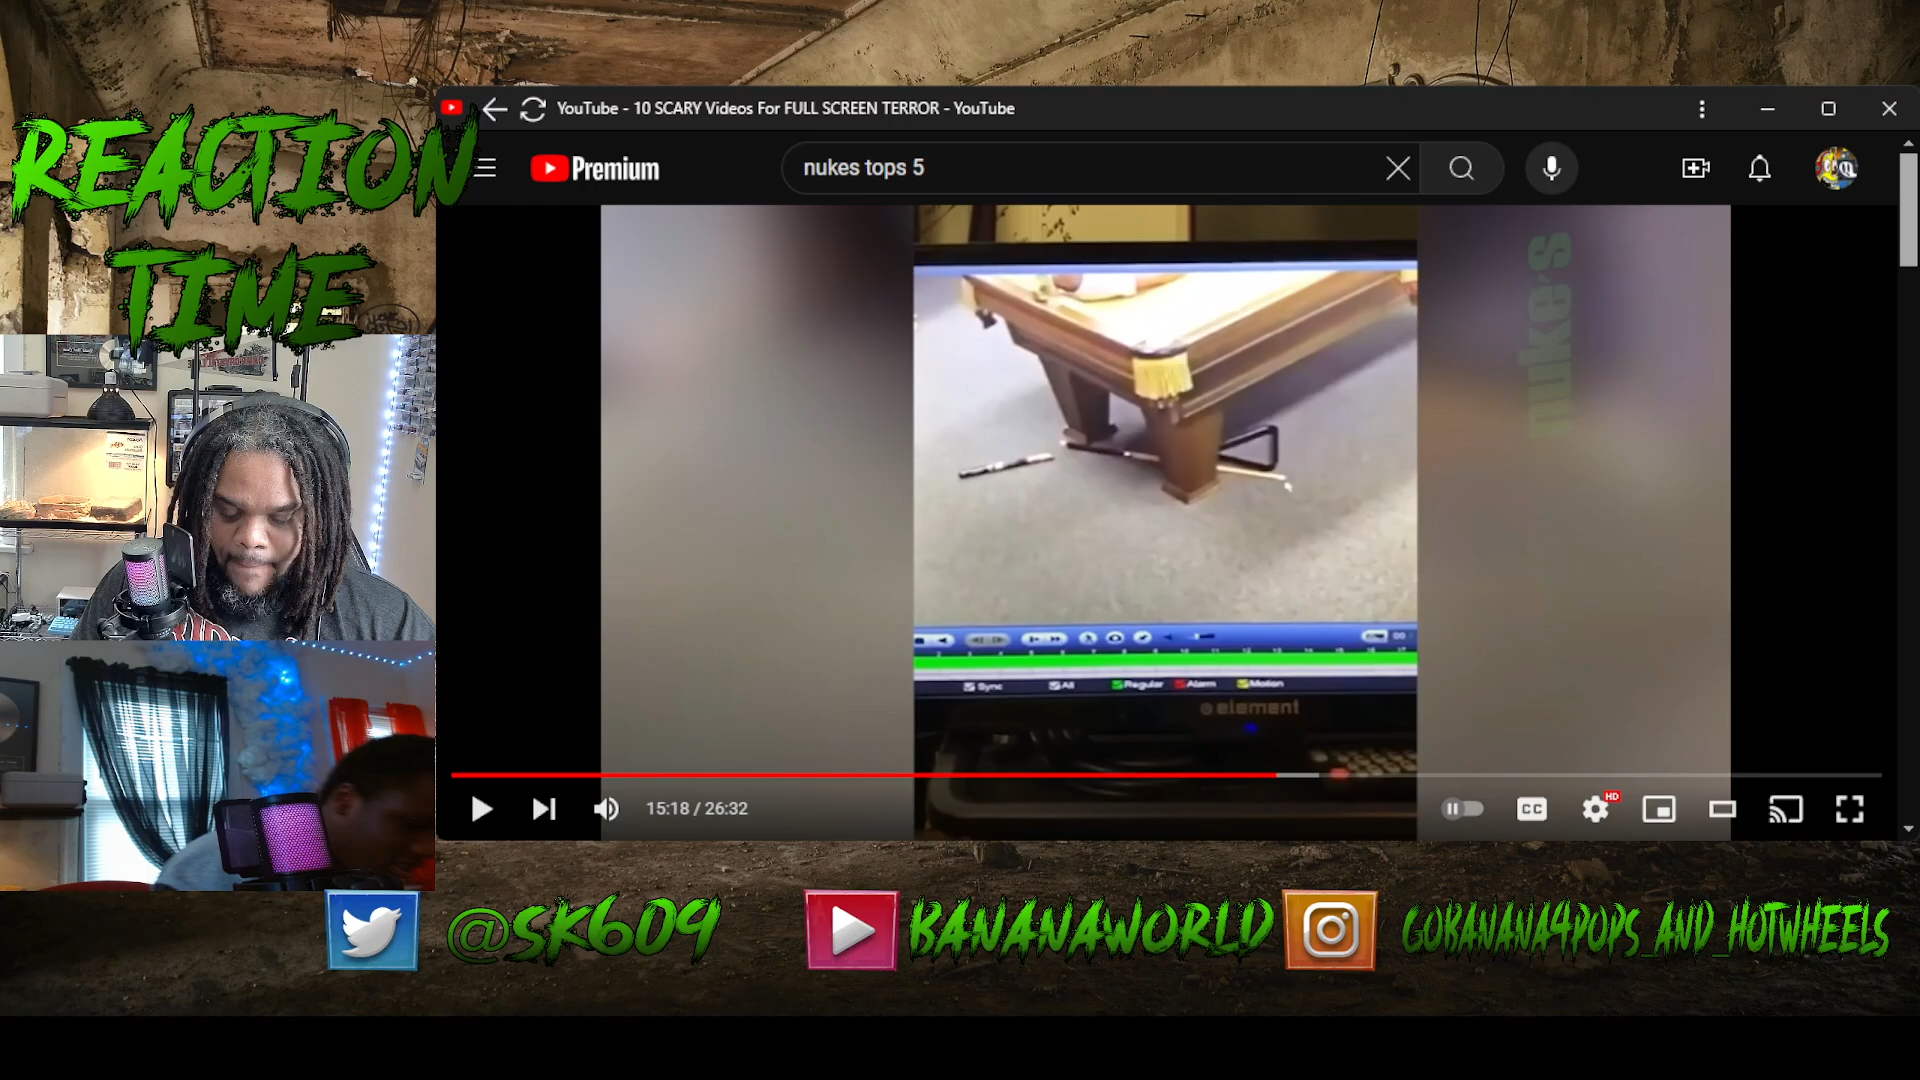 REACTION
TIME
YouTube - 10 SCARY Videos For FULL SCREEN TERROR - YouTube
Premium
nukes tops 5
nuke's
Sync
All
Regular
Alarm
Motion
element
15:18 / 26:32
CC
HD
@SK609
BANANAWORLD
GOBANANA4POPS_AND_HOTWHEELS